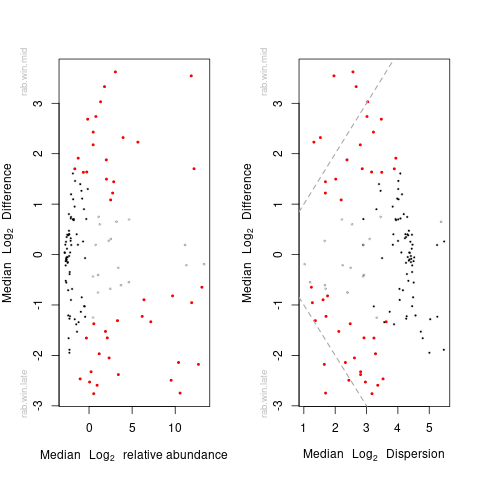 rab.win.mid
rab.win.late
Median Log2 Difference
3
2
1
0
-1
-2
-3
0 5 10
Median Log2 relative abundance
rab.win.mid
rab.win.late
Median Log2 Difference
3
2
1
0
-1
-2
-3
1 2 3 4 5
Median Log2 Dispersion